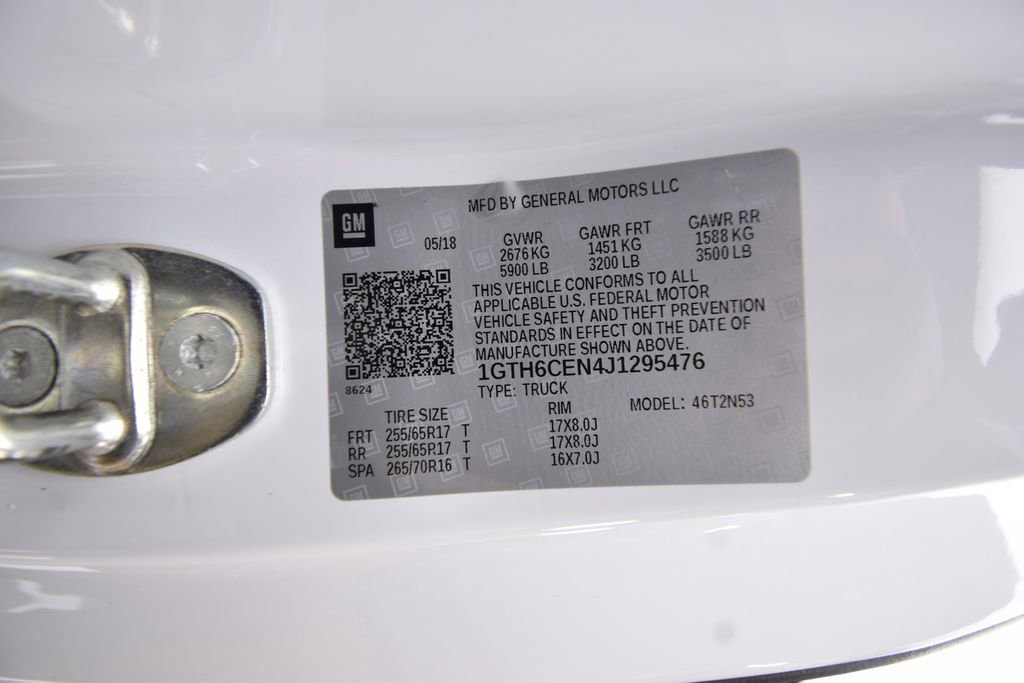 MFD BY GENERAL MOTORS LLC
GM
05/18
GVWR GAWR FRT GAWR RR
2676 KG 1451 KG 1588 KG
5900 LB 3200 LB 3500 LB
THIS VEHICLE CONFORMS TO ALL
APPLICABLE U.S. FEDERAL MOTOR
VEHICLE SAFETY AND THEFT PREVENTION
STANDARDS IN EFFECT ON THE DATE OF
MANUFACTURE SHOWN ABOVE.
1GTH6CEN4J1295476
8624
TYPE: TRUCK
TIRE SIZE RIM MODEL: 46T2N53
FRT 255/65R17 T 17X8.0J
RR 255/65R17 T 17X8.0J
SPA 265/70R16 T 16X7.0J